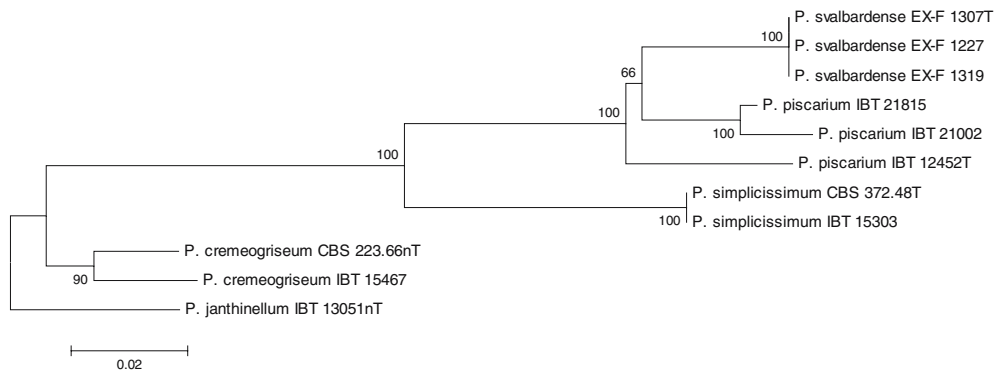 P. svalbardense EX-F 1307T
100
P. svalbardense EX-F 1227
P. svalbardense EX-F 1319
66
P. piscarium IBT 21815
100
100
P. piscarium IBT 21002
100
P. piscarium IBT 12452T
P. simplicissimum CBS 372.48T
100
P. simplicissimum IBT 15303
P. cremeogriseum CBS 223.66nT
90
P. cremeogriseum IBT 15467
P. janthinellum IBT 13051nT
0.02